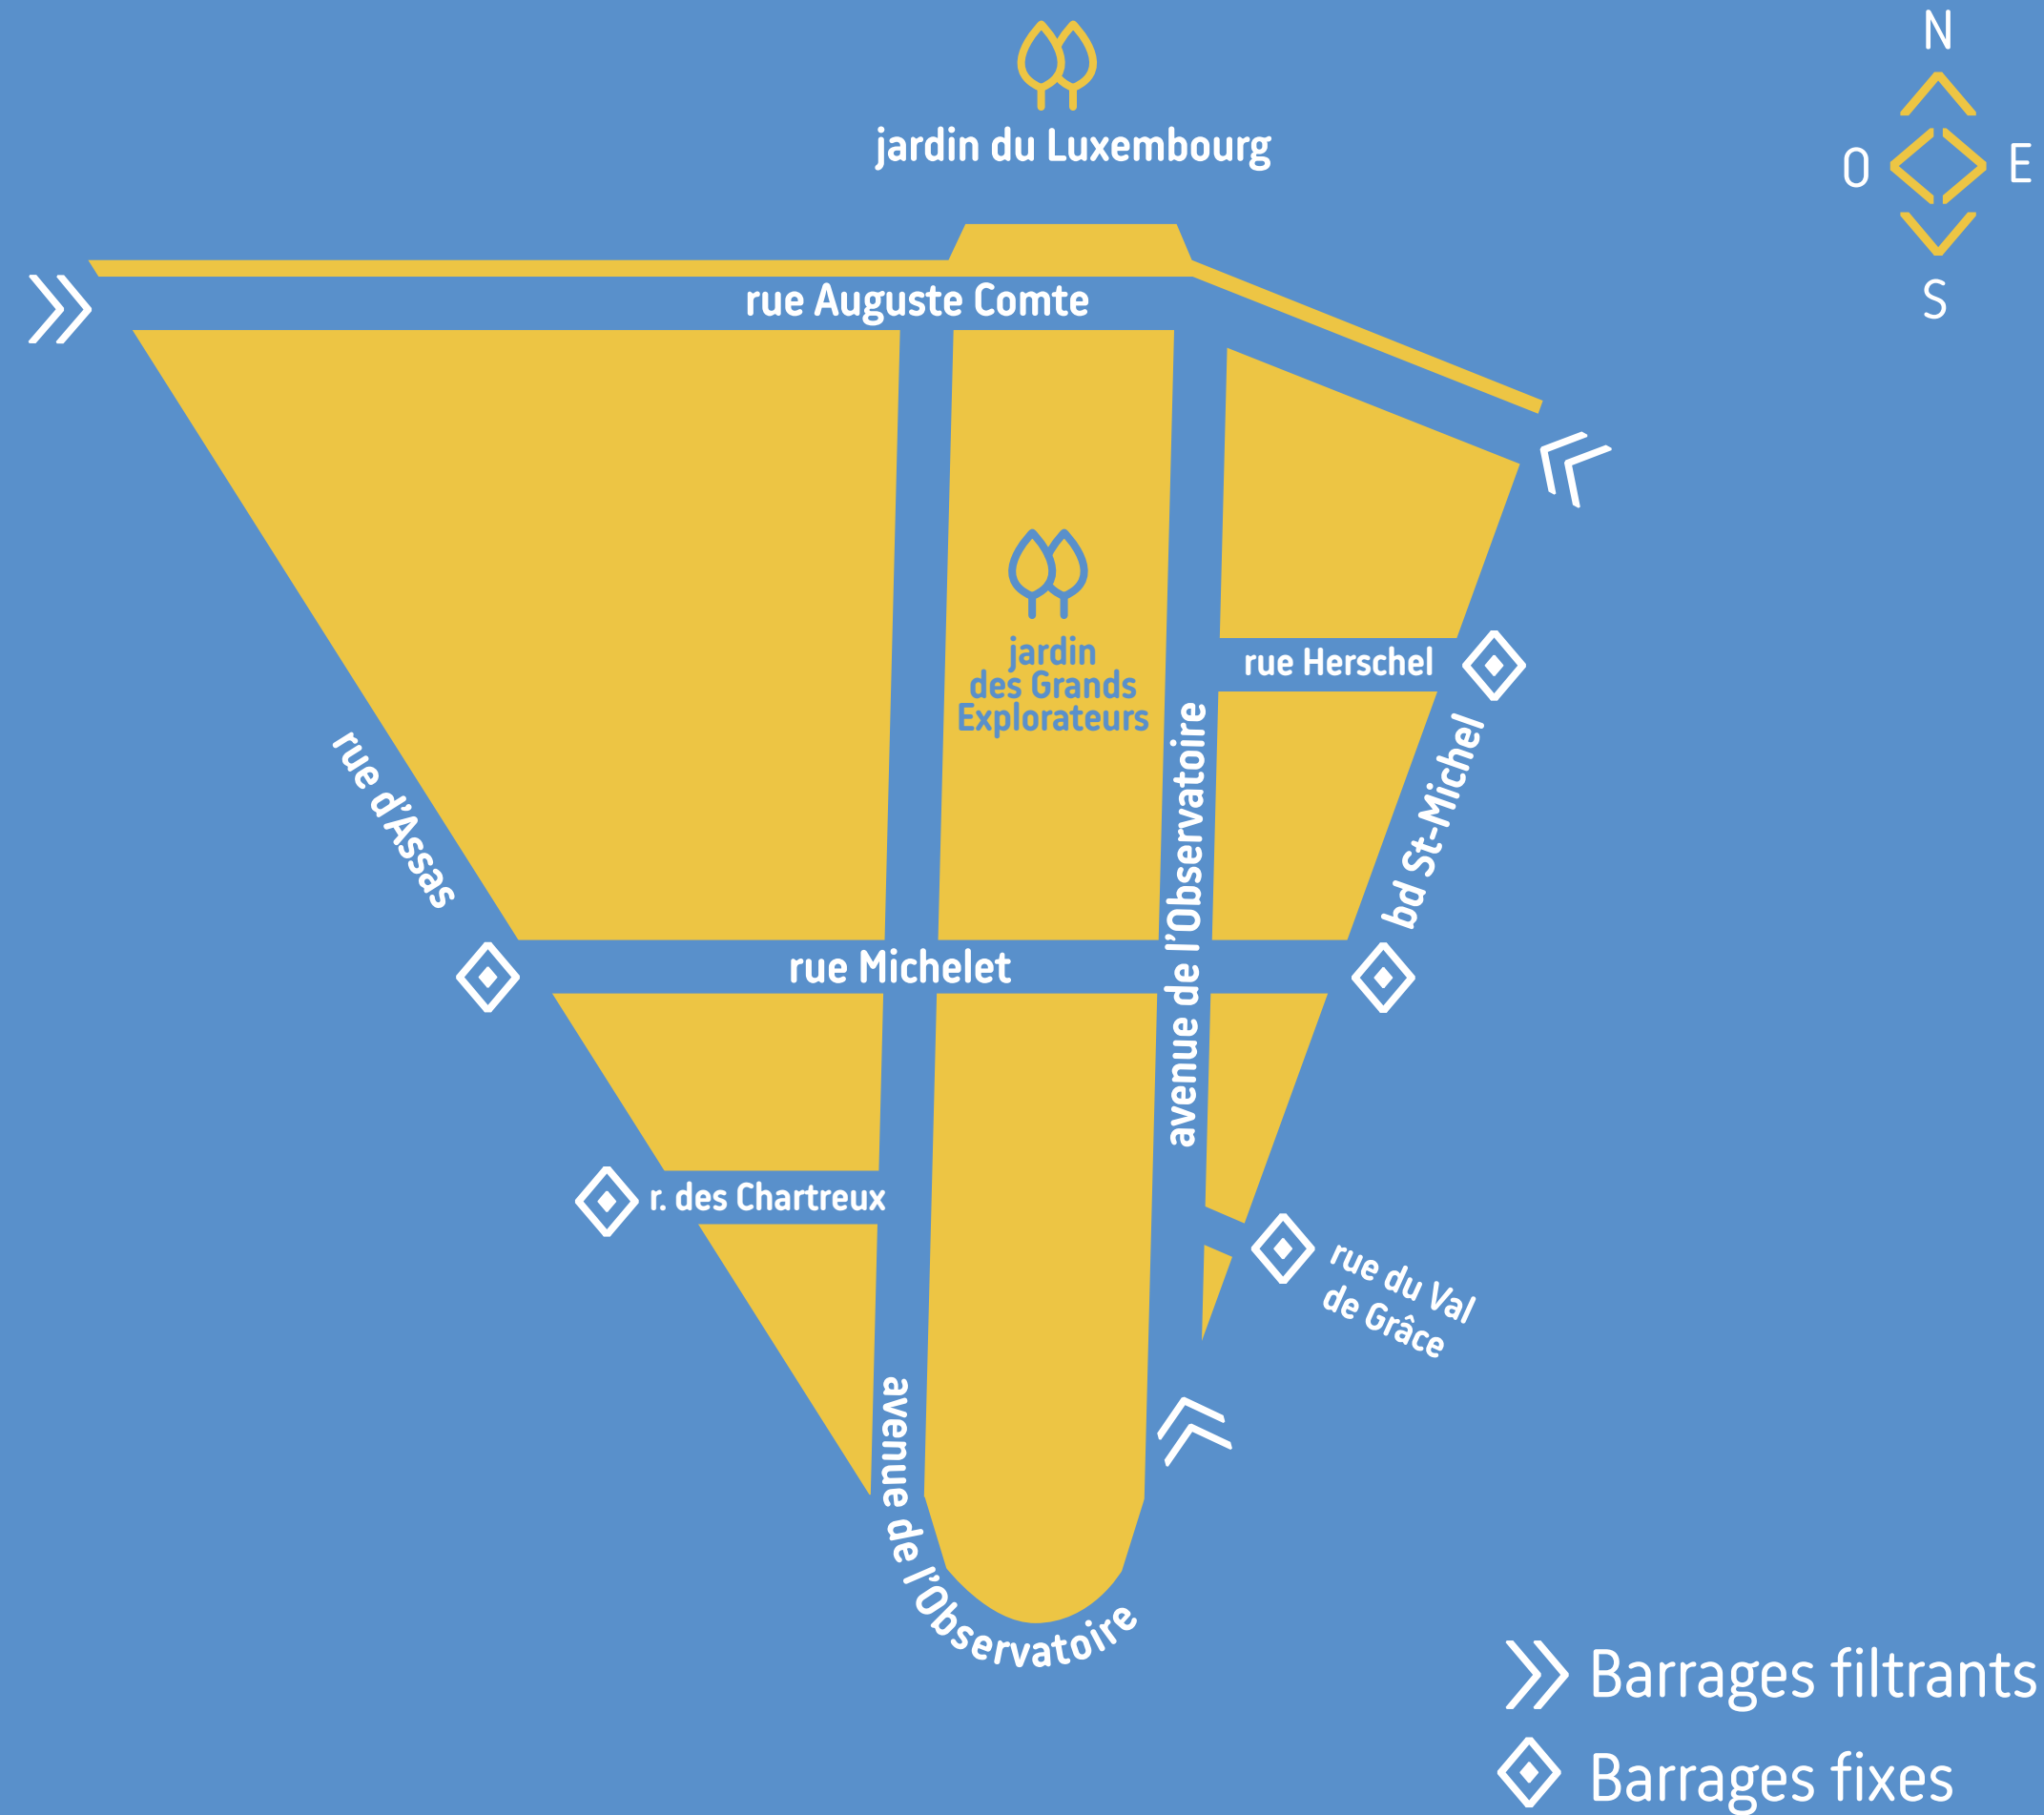 N
O
E
S
jardin du Luxembourg
rue Auguste Comte
jardin
des Grands
Explorateurs
rue Herschel
rue d'Assas
avenue de l'Observatoire
bd St-Michel
rue Michelet
r. des Chartreux
rue du Val
de Grâce
avenue de l'Observatoire
Barrages filtrants
Barrages fixes